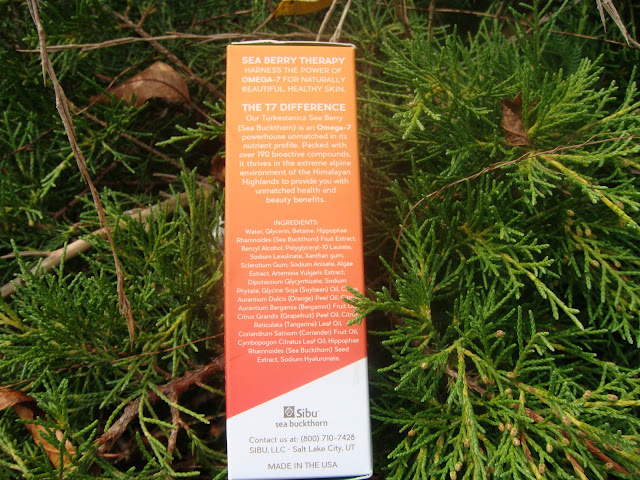 SEA BERRY THERAPY
HARNESS THE POWER OF
OMEGA-7 FOR NATURALLY
BEAUTIFUL, HEALTHY SKIN.
THE T7 DIFFERENCE
Our Turkestanica Sea Berry
(Sea Buckthorn) is an Omega-7
powerhouse unmatched in its
nutrient profile. Packed with
over 190 bioactive compounds,
it thrives in the extreme alpine
environment of the Himalayan
Highlands to provide you with
unmatched health and
beauty benefits.
INGREDIENTS:
Water, Glycerin, Betaine, Hippophae
Rhamnoides (Sea Buckthorn) Fruit Extract,
Benzyl Alcohol, Polyglyceryl-10 Laurate,
Sodium Levulinate, Xanthan gum,
Sclerotium Gum, Sodium Anisate, Algae
Extract, Artemisia Vulgaris Extract,
Dipotassium Glycyrrhizate, Sodium
Phytate, Glycine Soja (Soybean) Oil,
Aurantium Dulcis (Orange) Peel Oil,
Aurantium Bergamia (Bergamot) Fruit
Citrus Grandis (Grapefruit) Peel Oil,
Reticulata (Tangerine) Leaf Oil,
Coriandrum Sativum (Coriander) Fruit Oil,
Cymbopogon Citratus Leaf Oil, Hippophae
Rhamnoides (Sea Buckthorn) Seed
Extract, Sodium Hyaluronate.
Sibu
sea buckthorn
Contact us at: (800) 710-7428
SIBU, LLC • Salt Lake City, UT
MADE IN THE USA